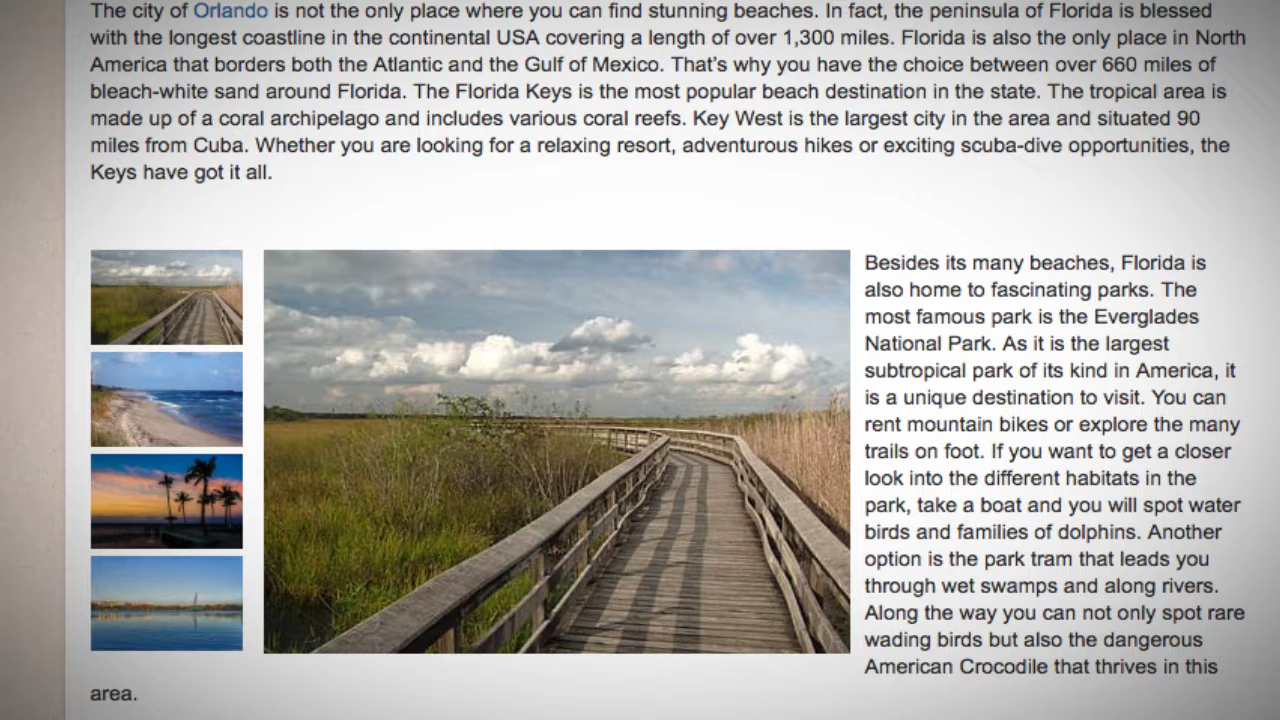 The city of Orlando is not the only place where you can find stunning beaches. In fact, the peninsula of Florida is blessed
with the longest coastline in the continental USA covering a length of over 1,300 miles. Florida is also the only place in North
America that borders both the Atlantic and the Gulf of Mexico. That's why you have the choice between over 660 miles of
bleach-white sand around Florida. The Florida Keys is the most popular beach destination in the state. The tropical area is
made up of a coral archipelago and includes various coral reefs. Key West is the largest city in the area and situated 90
miles from Cuba. Whether you are looking for a relaxing resort, adventurous hikes or exciting scuba-dive opportunities, the
Keys have got it all.
Besides its many beaches, Florida is
also home to fascinating parks. The
most famous park is the Everglades
National Park. As it is the largest
subtropical park of its kind in America, it
is a unique destination to visit. You can
rent mountain bikes or explore the many
trails on foot. If you want to get a closer
look into the different habitats in the
park, take a boat and you will spot water
birds and families of dolphins. Another
option is the park tram that leads you
through wet swamps and along rivers.
Along the way you can not only spot rare
wading birds but also the dangerous
American Crocodile that thrives in this
area.